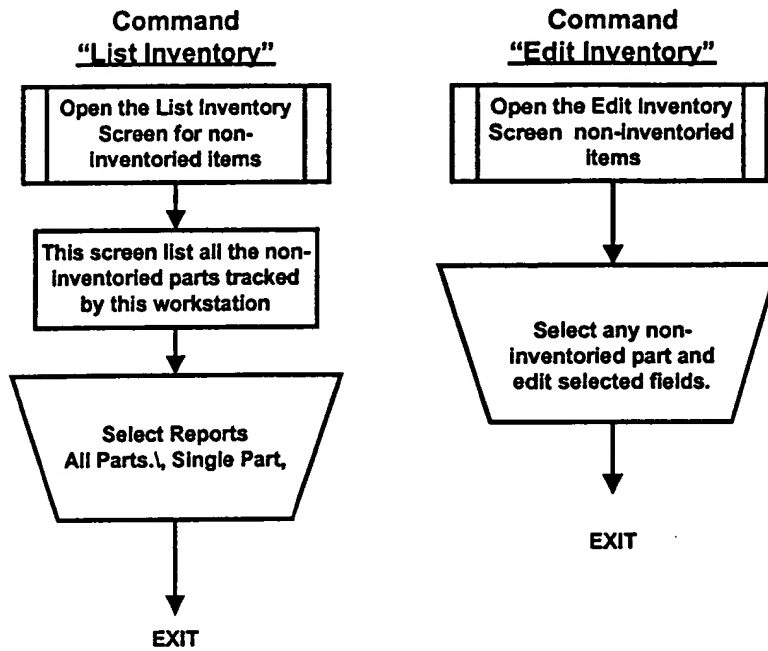 Command
“List Inventory”
Open the List Inventory
Screen for non-
inventoried items
This screen list all the non-
inventoried parts tracked
by this workstation
Select Reports
All Parts.\, Single Part,
EXIT
Command
“Edit Inventory”
Open the Edit Inventory
Screen non-inventoried
items
Select any non-
inventoried part and
edit selected fields.
EXIT